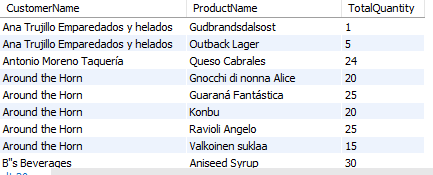 CustomerName ProductName TotalQuantity
Ana Trujillo Emparedados y helados Gudbrandsdalsost 1
Ana Trujillo Emparedados y helados Outback Lager 5
Antonio Moreno Taquería Queso Cabrales 24
Around the Horn Gnocchi di nonna Alice 20
Around the Horn Guaraná Fantástica 25
Around the Horn Konbu 20
Around the Horn Ravioli Angelo 25
Around the Horn Valkoinen suklaa 15
B"s Beverages Aniseed Syrup 30